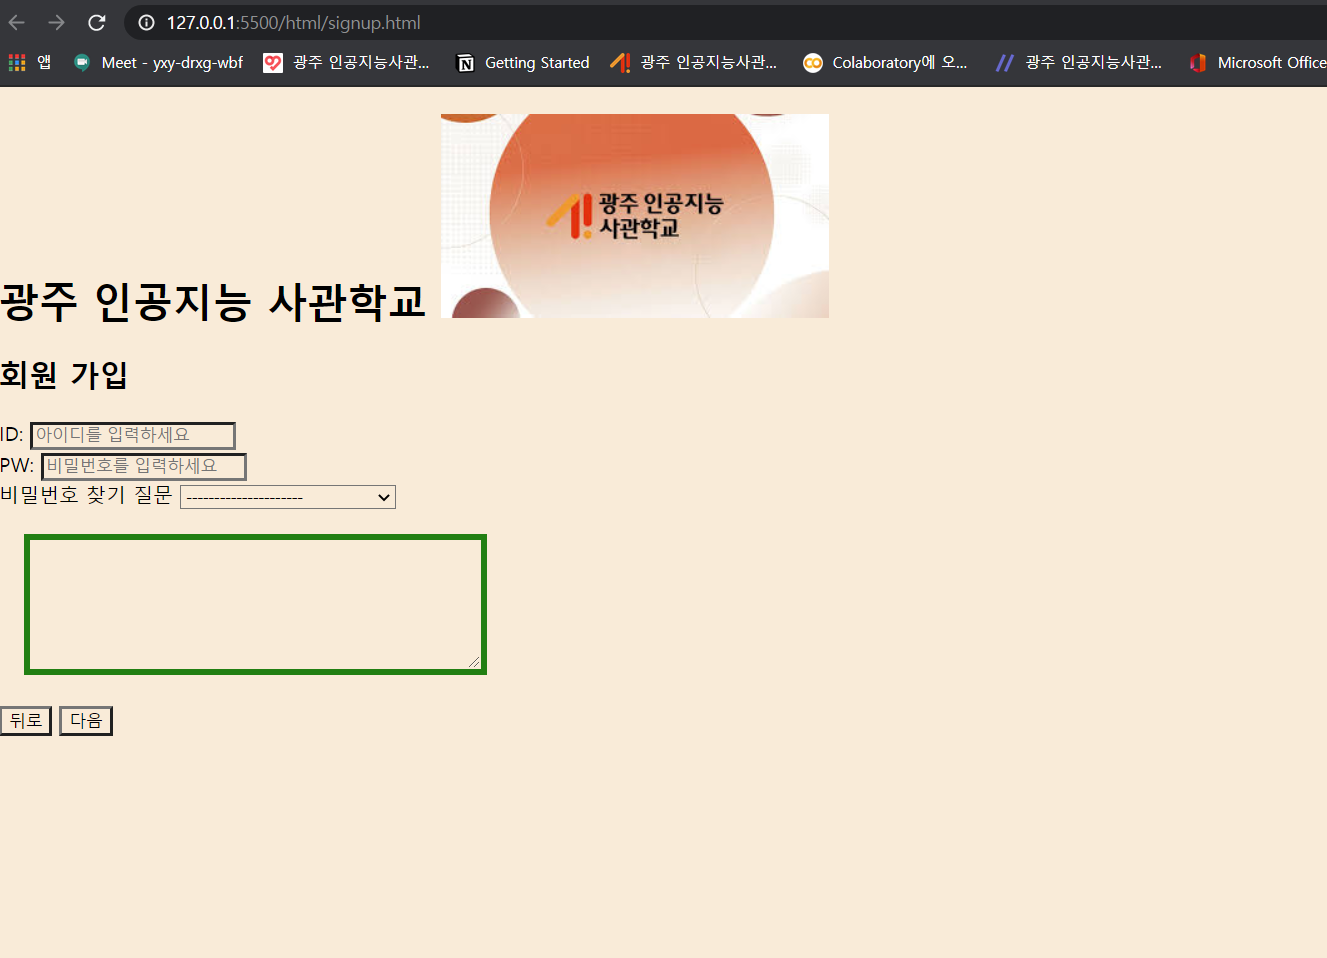 127.0.0.1:5500/html/signup.html
앱 Meet - yxy-drxg-wbf 광주 인공지능사관... Getting Started 광주 인공지능사관... Colaboratory에 오... 광주 인공지능사관... Microsoft Office
광주 인공지능
사관학교
광주 인공지능 사관학교
회원 가입
ID: 아이디를 입력하세요
PW: 비밀번호를 입력하세요
비밀번호 찾기 질문 ---------------------
뒤로 다음